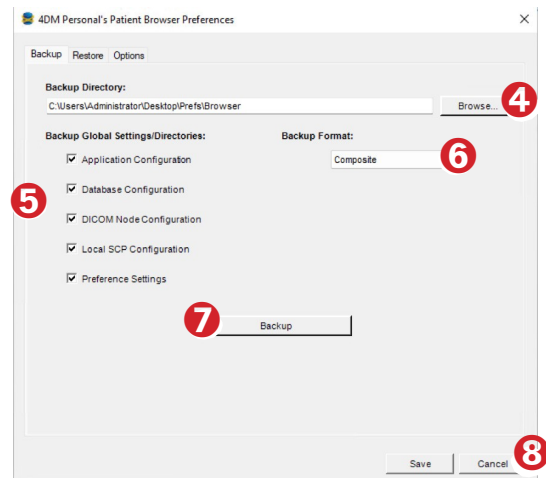 4DM Personal's Patient Browser Preferences
Backup Restore Options
Backup Directory:
C:\Users\Administrator\Desktop\Prefs\Browser Browse... 4
Backup Global Settings/Directories: Backup Format:
Application Configuration Composite 6
5 Database Configuration
DICOM Node Configuration
Local SCP Configuration
Preference Settings
7 Backup
Save Cancel 8